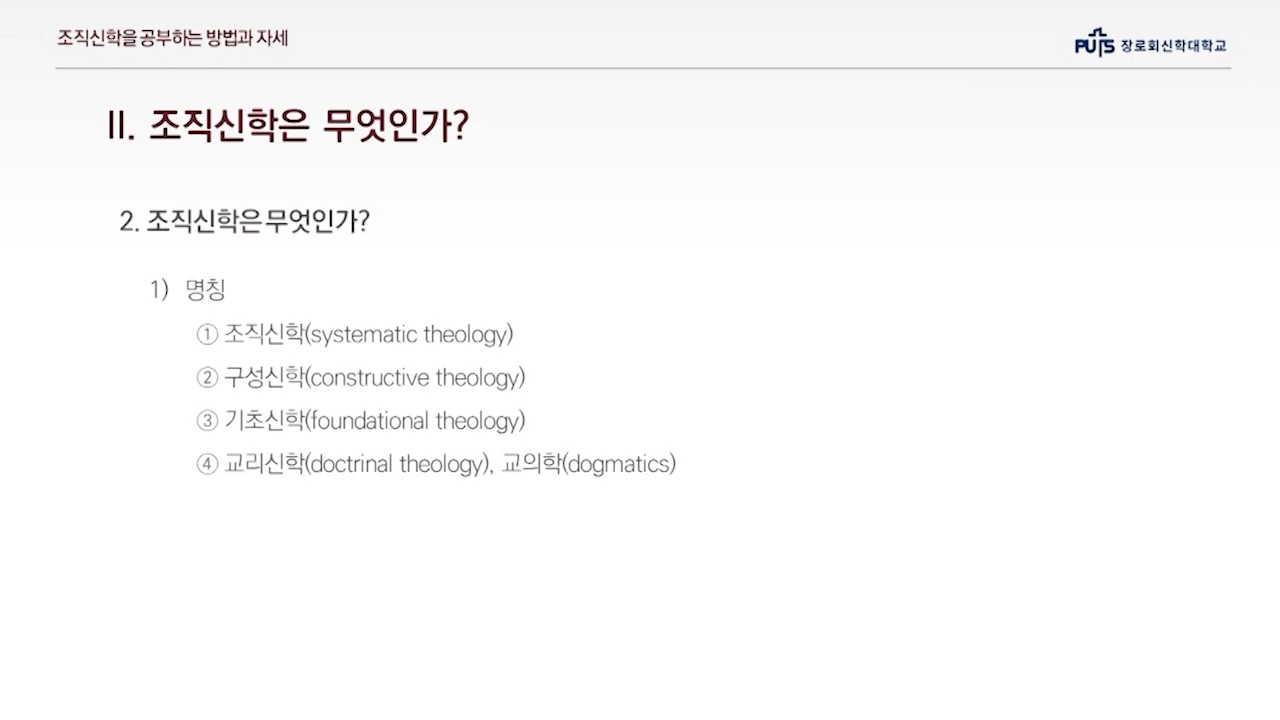 조직신학을 공부하는 방법과 자세
PUTS 장로회신학대학교
II. 조직신학은 무엇인가?
2. 조직신학은 무엇인가?
1) 명칭
① 조직신학(systematic theology)
② 구성신학(constructive theology)
③ 기초신학(foundational theology)
④ 교리신학(doctrinal theology), 교의학(dogmatics)